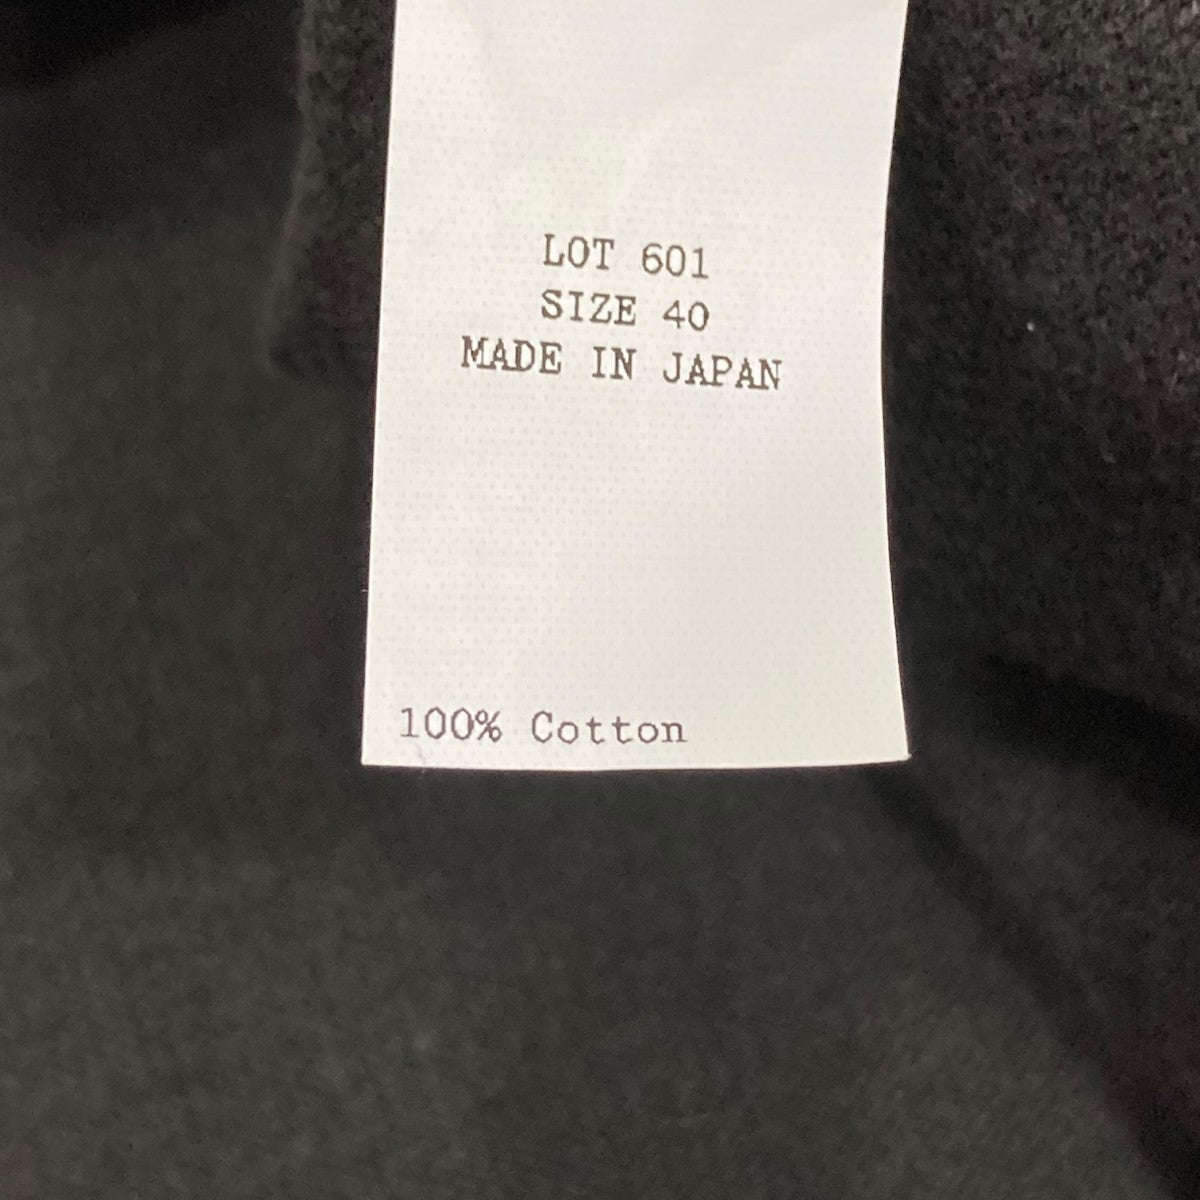 LOT 601
SIZE 40
MADE IN JAPAN
100% Cotton